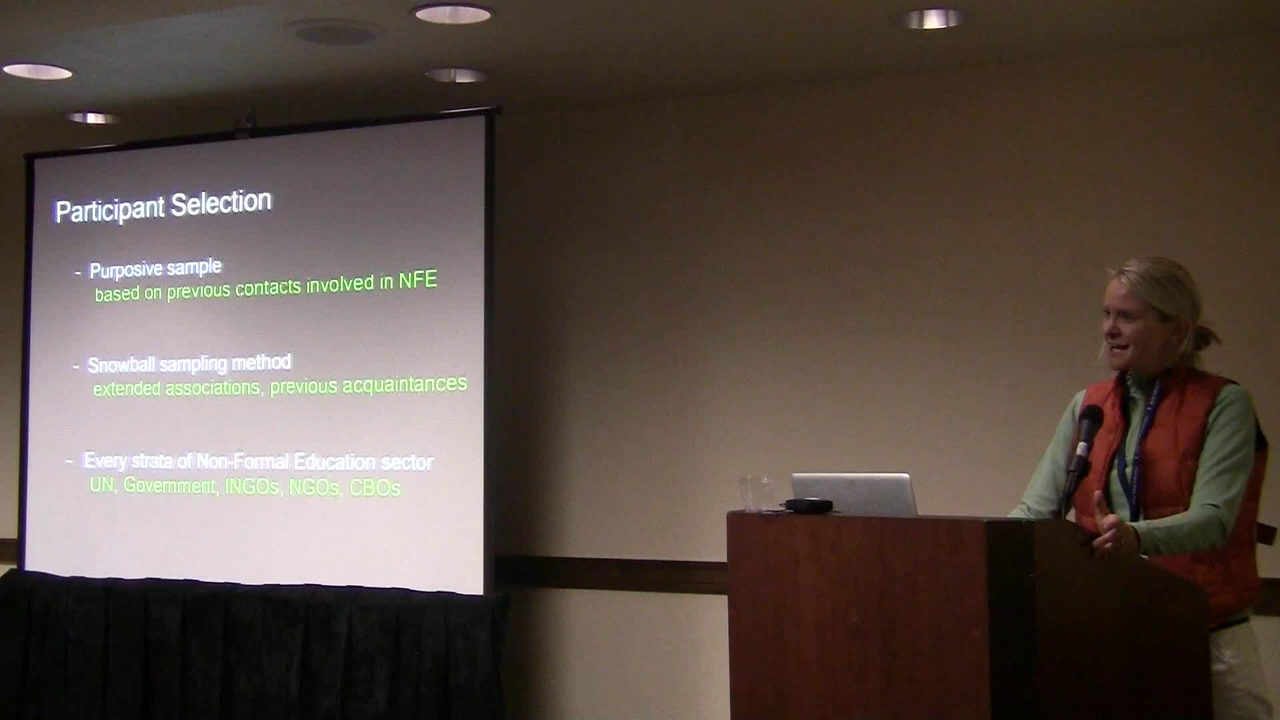 Participant Selection
- Purposive sample
based on previous contacts involved in NFE
- Snowball sampling method
extended associations, previous acquaintances
- Every strata of Non-Formal Education sector
UN, Government, INGOs, NGOs, CBOs